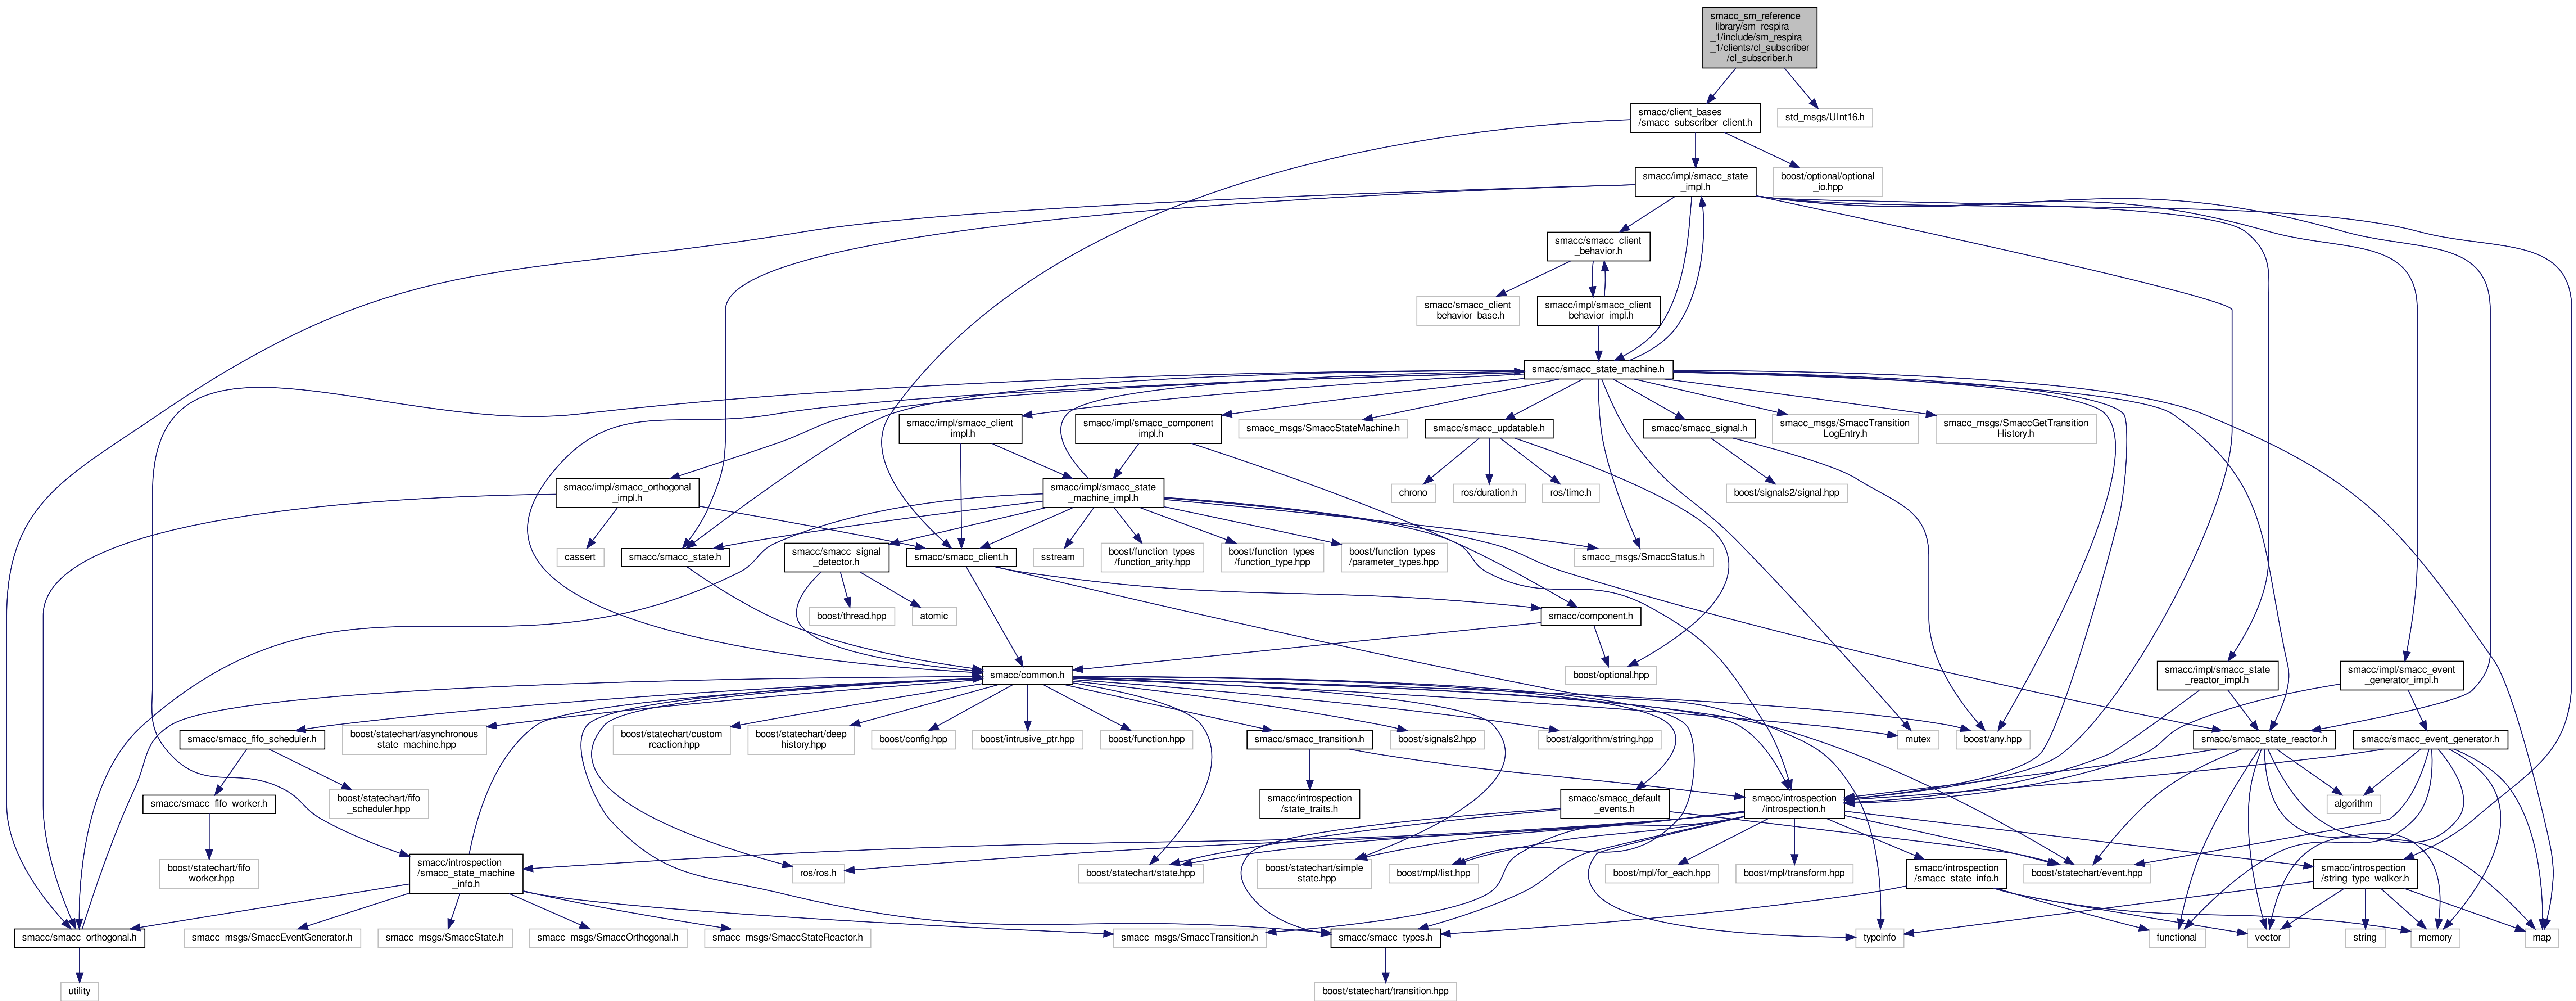 smacc_sm_reference
_library/sm_respira
_1/include/sm_respira
_1/clients/cl_subscriber
/cl_subscriber.h
smacc/client_bases
/smacc_subscriber_client.h
std_msgs/UInt16.h
smacc/impl/smacc_state
_impl.h
boost/optional/optional
_io.hpp
smacc/smacc_client
_behavior.h
smacc/smacc_client
_behavior_base.h
smacc/impl/smacc_client
_behavior_impl.h
smacc/smacc_state_machine.h
smacc/impl/smacc_client
_impl.h
smacc/impl/smacc_component
_impl.h
smacc_msgs/SmaccStateMachine.h
smacc/smacc_updatable.h
smacc/smacc_signal.h
smacc_msgs/SmaccTransition
LogEntry.h
smacc_msgs/SmaccGetTransition
History.h
smacc/impl/smacc_orthogonal
_impl.h
smacc/impl/smacc_state
_machine_impl.h
chrono
ros/duration.h
ros/time.h
boost/signals2/signal.hpp
cassert
smacc/smacc_state.h
smacc/smacc_signal
_detector.h
smacc/smacc_client.h
sstream
boost/function_types
/function_arity.hpp
boost/function_types
/function_type.hpp
boost/function_types
/parameter_types.hpp
smacc_msgs/SmaccStatus.h
boost/thread.hpp
atomic
smacc/component.h
smacc/common.h
boost/optional.hpp
smacc/impl/smacc_state
_reactor_impl.h
smacc/impl/smacc_event
_generator_impl.h
smacc/smacc_fifo_scheduler.h
boost/statechart/asynchronous
_state_machine.hpp
boost/statechart/custom
_reaction.hpp
boost/statechart/deep
_history.hpp
boost/config.hpp
boost/intrusive_ptr.hpp
boost/function.hpp
smacc/smacc_transition.h
boost/signals2.hpp
boost/algorithm/string.hpp
mutex
boost/any.hpp
smacc/smacc_state_reactor.h
smacc/smacc_event_generator.h
smacc/smacc_fifo_worker.h
boost/statechart/fifo
_scheduler.hpp
smacc/introspection
/state_traits.h
smacc/smacc_default
_events.h
smacc/introspection
/introspection.h
algorithm
boost/statechart/fifo
_worker.hpp
smacc/introspection
/smacc_state_machine
_info.h
ros/ros.h
boost/statechart/state.hpp
boost/statechart/simple
_state.hpp
boost/mpl/list.hpp
boost/mpl/for_each.hpp
boost/mpl/transform.hpp
smacc/introspection
/smacc_state_info.h
boost/statechart/event.hpp
smacc/introspection
/string_type_walker.h
smacc/smacc_orthogonal.h
smacc_msgs/SmaccEventGenerator.h
smacc_msgs/SmaccState.h
smacc_msgs/SmaccOrthogonal.h
smacc_msgs/SmaccStateReactor.h
smacc_msgs/SmaccTransition.h
smacc/smacc_types.h
typeinfo
functional
vector
string
memory
map
utility
boost/statechart/transition.hpp